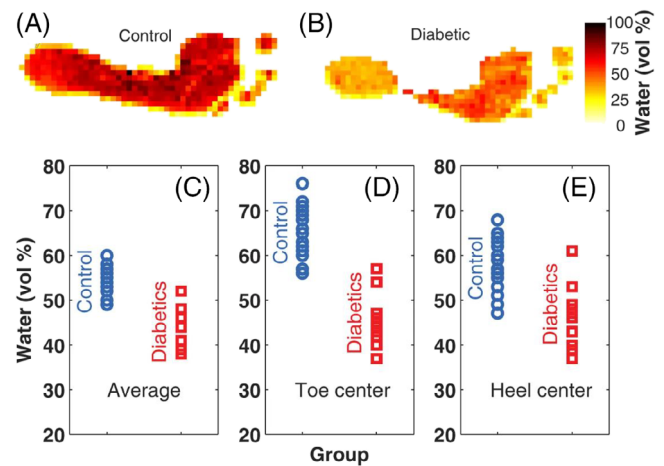 (A)
Control
(B)
Diabetic
100
75
50
25
0
Water (vol %)
80
70
60
50
40
30
20
Water (vol %)
(C)
Control
Diabetics
Average
80
70
60
50
40
30
20
(D)
Control
Diabetics
Toe center
80
70
60
50
40
30
20
(E)
Control
Diabetics
Heel center
Group